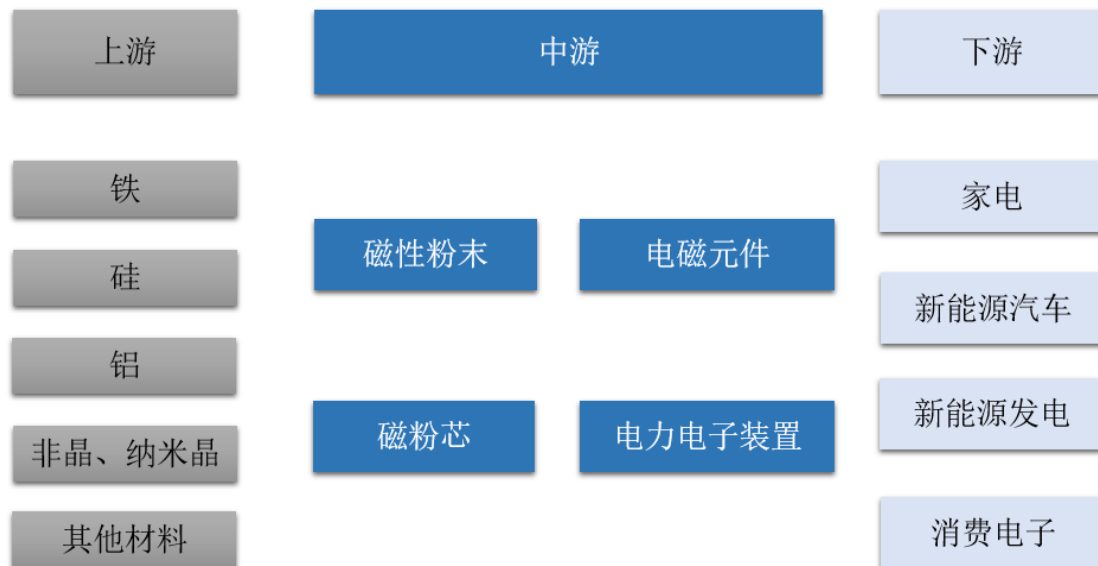 上游
中游
下游
铁
硅
铝
非晶、纳米晶
其他材料
磁性粉末
电磁元件
磁粉芯
电力电子装置
家电
新能源汽车
新能源发电
消费电子